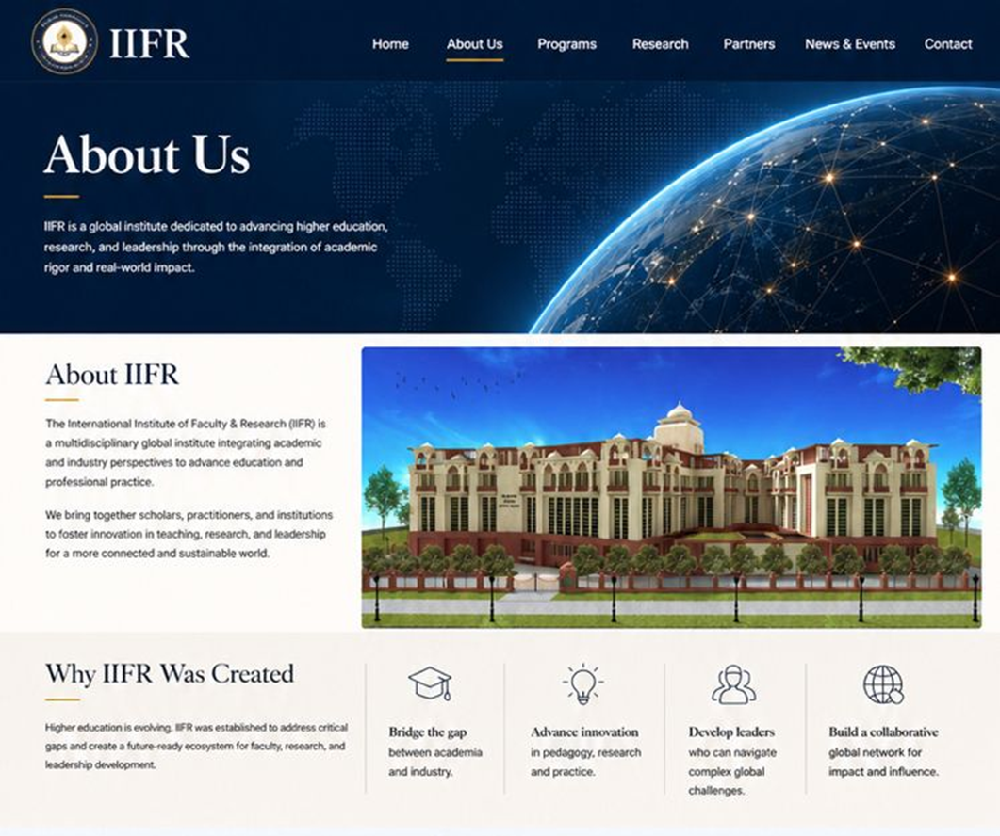 IIFR
Home
About Us
Programs
Research
Partners
News & Events
Contact
About Us
IIFR is a global institute dedicated to advancing higher education,
research, and leadership through the integration of academic
rigor and real-world impact.
About IIFR
The International Institute of Faculty & Research (IIFR) is
a multidisciplinary global institute integrating academic
and industry perspectives to advance education and
professional practice.
We bring together scholars, practitioners, and institutions
to foster innovation in teaching, research, and leadership
for a more connected and sustainable world.
Why IIFR Was Created
Higher education is evolving. IIFR was established to address critical
gaps and create a future-ready ecosystem for faculty, research, and
leadership development.
Bridge the gap
between academia
and industry.
Advance innovation
in pedagogy, research
and practice.
Develop leaders
who can navigate
complex global
challenges.
Build a collaborative
global network for
impact and influence.